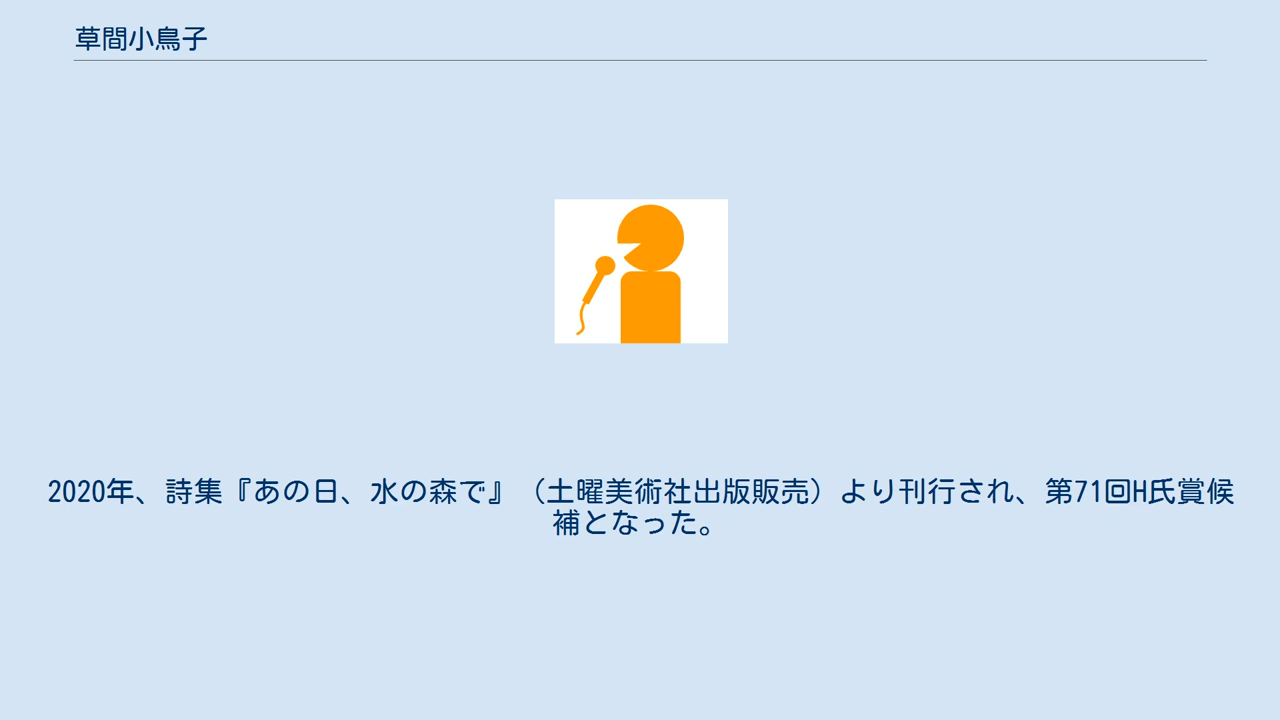 草間小鳥子
2020年、詩集『あの日、水の森で』（土曜美術社出版販売）より刊行され、第71回H氏賞候
補となった。